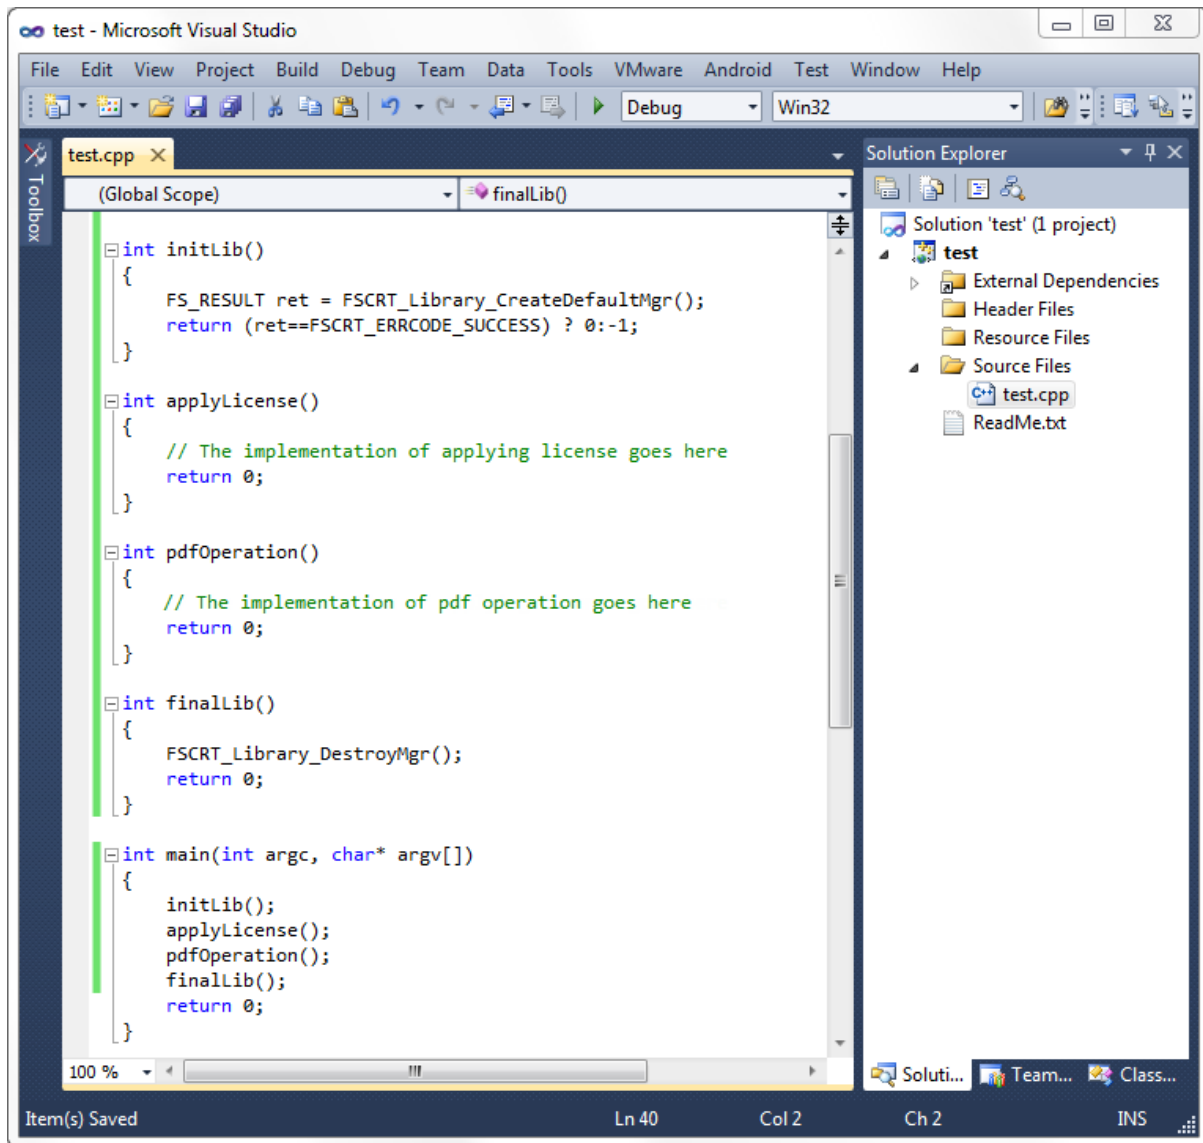 test - Microsoft Visual Studio
File Edit View Project Build Debug Team Data Tools VMware Android Test Window Help
Debug Win32
Toolbox
test.cpp
(Global Scope) finalLib()
int initLib()
{
FS_RESULT ret = FSCRT_Library_CreateDefaultMgr();
return (ret==FSCRT_ERRCODE_SUCCESS) ? 0:-1;
}
int applyLicense()
{
// The implementation of applying license goes here
return 0;
}
int pdfOperation()
{
// The implementation of pdf operation goes here
return 0;
}
int finalLib()
{
FSCRT_Library_DestroyMgr();
return 0;
}
int main(int argc, char* argv[])
{
initLib();
applyLicense();
pdfOperation();
finalLib();
return 0;
}
100 %
Solution Explorer
Solution 'test' (1 project)
test
External Dependencies
Header Files
Resource Files
Source Files
test.cpp
ReadMe.txt
Soluti... Team... Class...
Item(s) Saved Ln 40 Col 2 Ch 2 INS